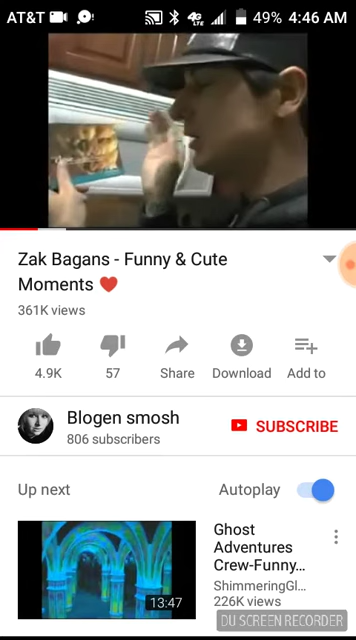 AT&T 4G LTE 49% 4:46 AM
Zak Bagans - Funny & Cute
Moments ❤️
361K views
4.9K 57 Share Download Add to
Blogen smosh
806 subscribers
SUBSCRIBE
Up next Autoplay
13:47
Ghost
Adventures
Crew-Funny...
ShimmeringGl...
226K views
DU SCREEN RECORDER